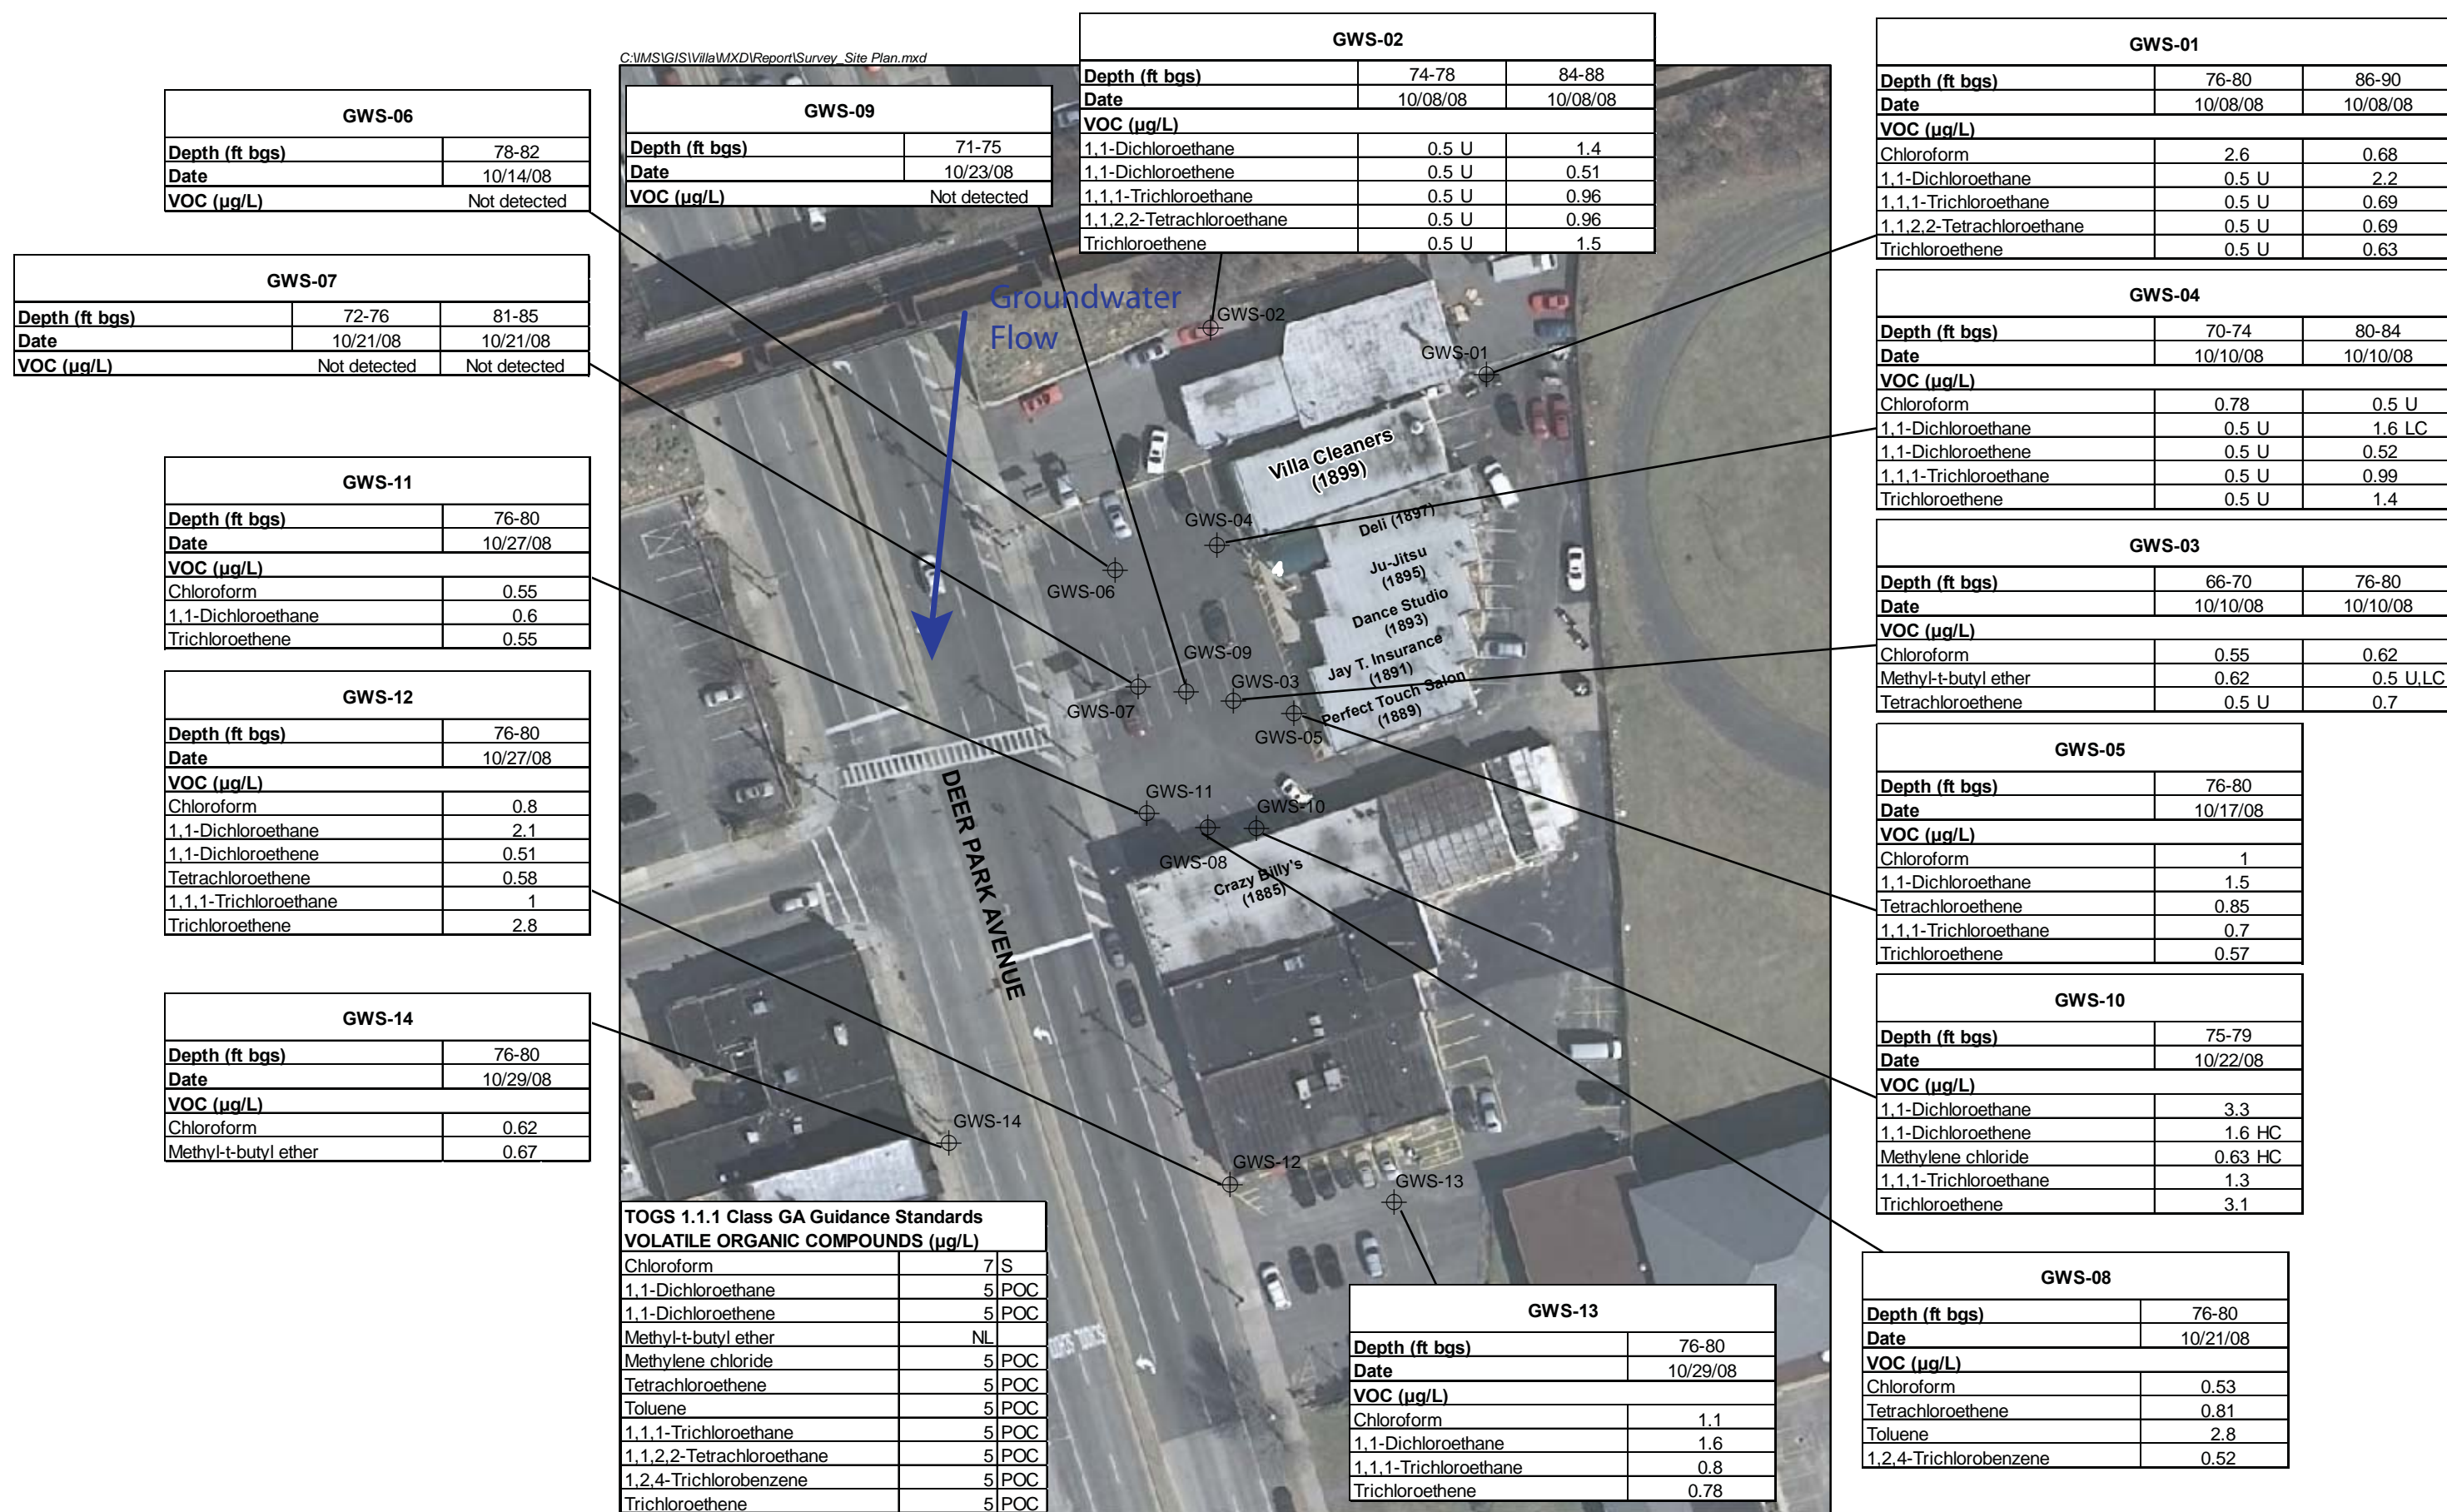 C:\IMS\GIS\Villa\MXD\Report\Survey_Site Plan.mxd
GWS-06
Depth (ft bgs) 78-82
Date 10/14/08
VOC (µg/L) Not detected
GWS-09
Depth (ft bgs) 71-75
Date 10/23/08
VOC (µg/L) Not detected
GWS-02
Depth (ft bgs) 74-78 84-88
Date 10/08/08 10/08/08
VOC (µg/L)
1,1-Dichloroethane 0.5 U 1.4
1,1-Dichloroethene 0.5 U 0.51
1,1,1-Trichloroethane 0.5 U 0.96
1,1,2,2-Tetrachloroethane 0.5 U 0.96
Trichloroethene 0.5 U 1.5
GWS-01
Depth (ft bgs) 76-80 86-90
Date 10/08/08 10/08/08
VOC (µg/L)
Chloroform 2.6 0.68
1,1-Dichloroethane 0.5 U 2.2
1,1,1-Trichloroethane 0.5 U 0.69
1,1,2,2-Tetrachloroethane 0.5 U 0.69
Trichloroethene 0.5 U 0.63
GWS-07
Depth (ft bgs) 72-76 81-85
Date 10/21/08 10/21/08
VOC (µg/L) Not detected Not detected
GWS-04
Depth (ft bgs) 70-74 80-84
Date 10/10/08 10/10/08
VOC (µg/L)
Chloroform 0.78 0.5 U
1,1-Dichloroethane 0.5 U 1.6 LC
1,1-Dichloroethene 0.5 U 0.52
1,1,1-Trichloroethane 0.5 U 0.99
Trichloroethene 0.5 U 1.4
GWS-11
Depth (ft bgs) 76-80
Date 10/27/08
VOC (µg/L)
Chloroform 0.55
1,1-Dichloroethane 0.6
Trichloroethene 0.55
GWS-03
Depth (ft bgs) 66-70 76-80
Date 10/10/08 10/10/08
VOC (µg/L)
Chloroform 0.55 0.62
Methyl-t-butyl ether 0.62 0.5 U,LC
Tetrachloroethene 0.5 U 0.7
GWS-12
Depth (ft bgs) 76-80
Date 10/27/08
VOC (µg/L)
Chloroform 0.8
1,1-Dichloroethane 2.1
1,1-Dichloroethene 0.51
Tetrachloroethene 0.58
1,1,1-Trichloroethane 1
Trichloroethene 2.8
GWS-05
Depth (ft bgs) 76-80
Date 10/17/08
VOC (µg/L)
Chloroform 1
1,1-Dichloroethane 1.5
Tetrachloroethene 0.85
1,1,1-Trichloroethane 0.7
Trichloroethene 0.57
GWS-14
Depth (ft bgs) 76-80
Date 10/29/08
VOC (µg/L)
Chloroform 0.62
Methyl-t-butyl ether 0.67
GWS-10
Depth (ft bgs) 75-79
Date 10/22/08
VOC (µg/L)
1,1-Dichloroethane 3.3
1,1-Dichloroethene 1.6 HC
Methylene chloride 0.63 HC
1,1,1-Trichloroethane 1.3
Trichloroethene 3.1
Groundwater
Flow
GWS-02
GWS-01
Villa Cleaners
(1899)
GWS-04
Deli (1897)
Ju-Jitsu
(1895)
GWS-06
Dance Studio
(1893)
GWS-09
Jay T. Insurance
(1891)
GWS-03
GWS-07
Perfect Touch Salon
(1889)
GWS-05
GWS-11
GWS-10
GWS-08
Crazy Billy's
(1885)
DEER PARK AVENUE
GWS-14
GWS-12
GWS-13
TOGS 1.1.1 Class GA Guidance Standards
VOLATILE ORGANIC COMPOUNDS (µg/L)
Chloroform 7 S
1,1-Dichloroethane 5 POC
1,1-Dichloroethene 5 POC
Methyl-t-butyl ether NL
Methylene chloride 5 POC
Tetrachloroethene 5 POC
Toluene 5 POC
1,1,1-Trichloroethane 5 POC
1,1,2,2-Tetrachloroethane 5 POC
1,2,4-Trichlorobenzene 5 POC
Trichloroethene 5 POC
GWS-13
Depth (ft bgs) 76-80
Date 10/29/08
VOC (µg/L)
Chloroform 1.1
1,1-Dichloroethane 1.6
1,1,1-Trichloroethane 0.8
Trichloroethene 0.78
GWS-08
Depth (ft bgs) 76-80
Date 10/21/08
VOC (µg/L)
Chloroform 0.53
Tetrachloroethene 0.81
Toluene 2.8
1,2,4-Trichlorobenzene 0.52